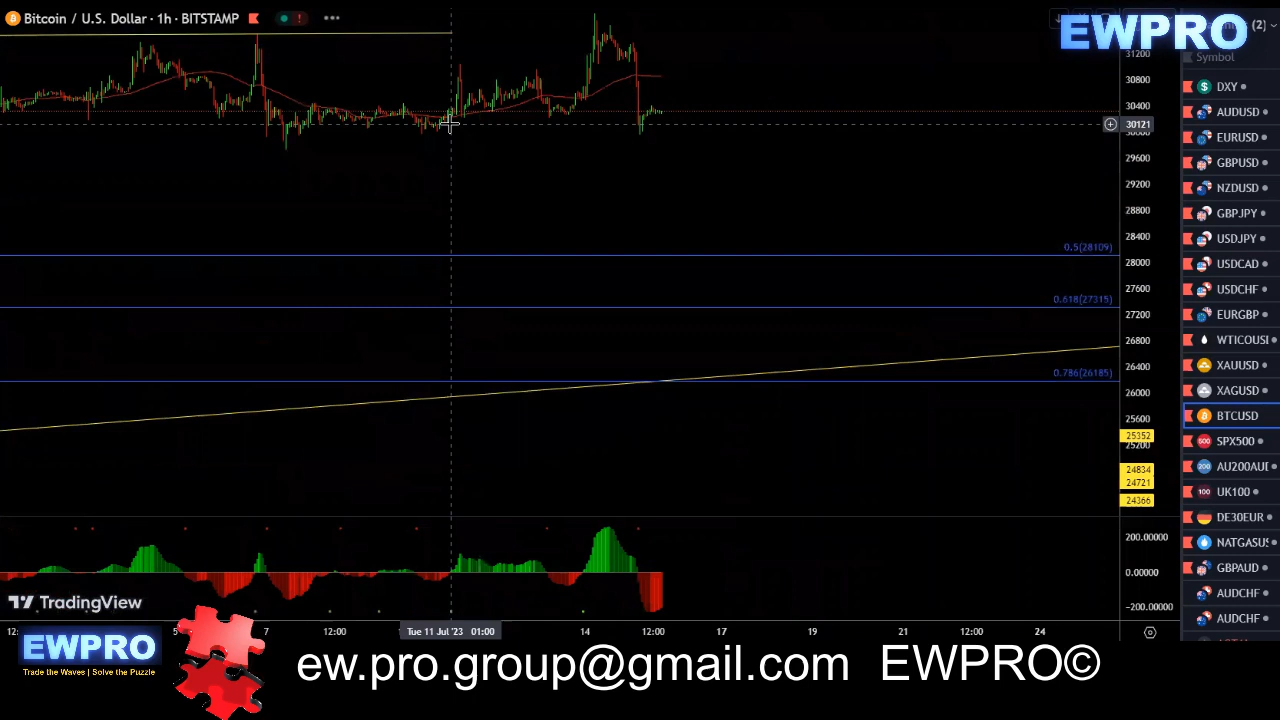 Bitcoin / U.S. Dollar · 1h · BITSTAMP
EWPRO
(2)
Symbol
31200
30800
30400
30121
29600
29200
28800
28400
28000
27600
27200
26800
26400
26000
25600
25352
25200
24834
24721
24366
0.5(28109)
0.618(27315)
0.786(26185)
200.00000
0.00000
-200.00000
DXY
AUDUSD
EURUSD
GBPUSD
NZDUSD
GBPJPY
USDJPY
USDCAD
USDCHF
EURGBP
WTICOUSI
XAUUSD
XAGUSD
BTCUSD
SPX500
AU200AUD
UK100
DE30EUR
NATGASUS
GBPAUD
AUDCHF
AUDCHF
TradingView
12:
5
7
12:00
Tue 11 Jul '23 01:00
14
12:00
17
19
21
12:00
24
EWPRO
Trade the Waves | Solve the Puzzle
ew.pro.group@gmail.com EWPRO©